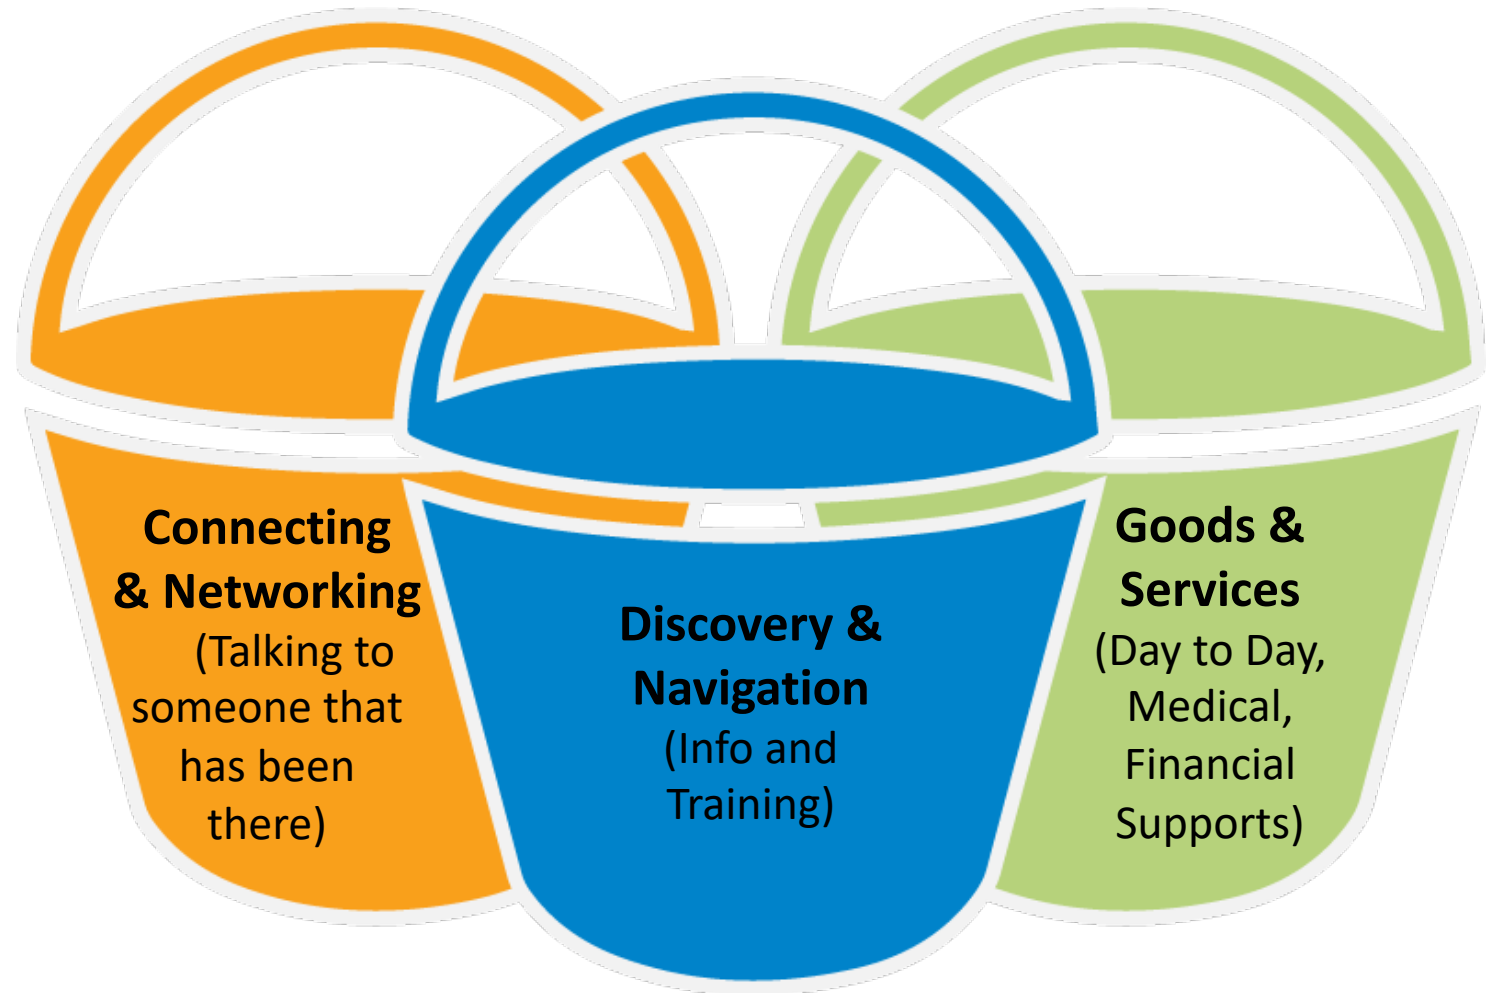 Connecting
& Networking
(Talking to
someone that
has been
there)
Discovery &
Navigation
(Info and
Training)
Goods &
Services
(Day to Day,
Medical,
Financial
Supports)